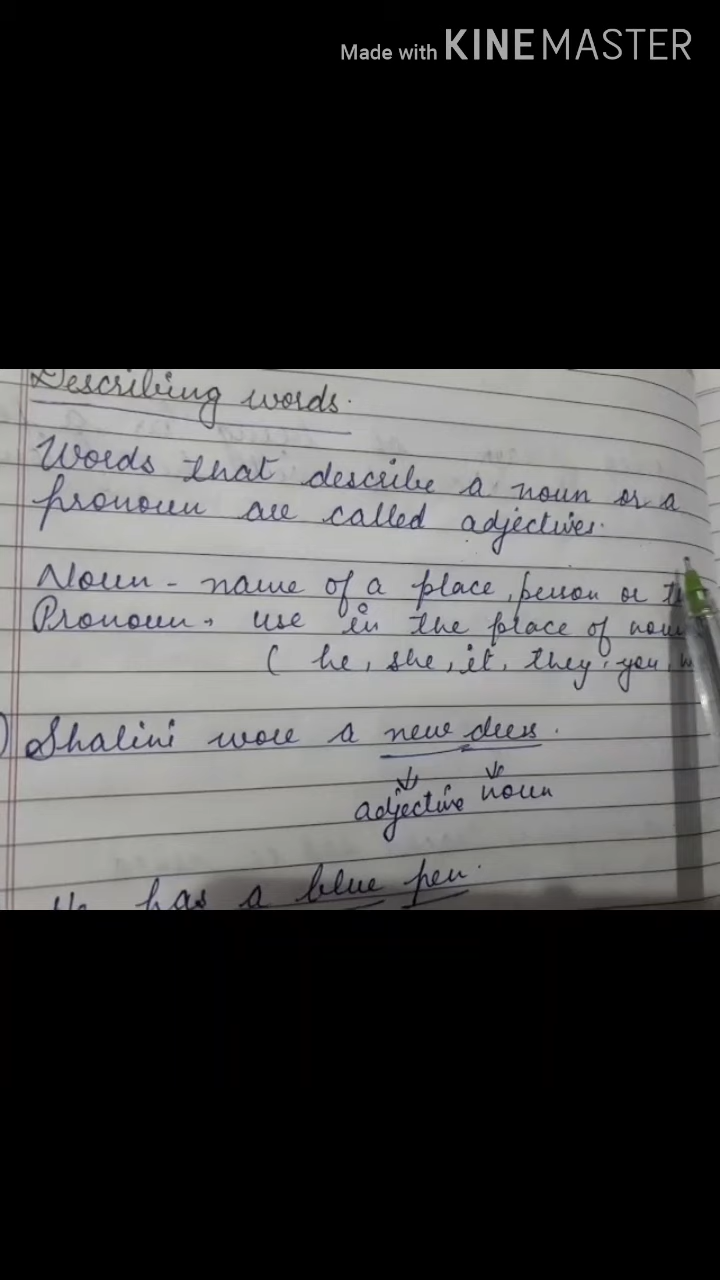 Made with KINEMASTER
Describing words.
Words that describe a noun or a
pronoun are called adjectives.
Noun - name of a place, person or
Pronoun - use in the place of
( he, she, it, they, you,
Shalini wore a new dress.
adjective noun
He has a blue pen.